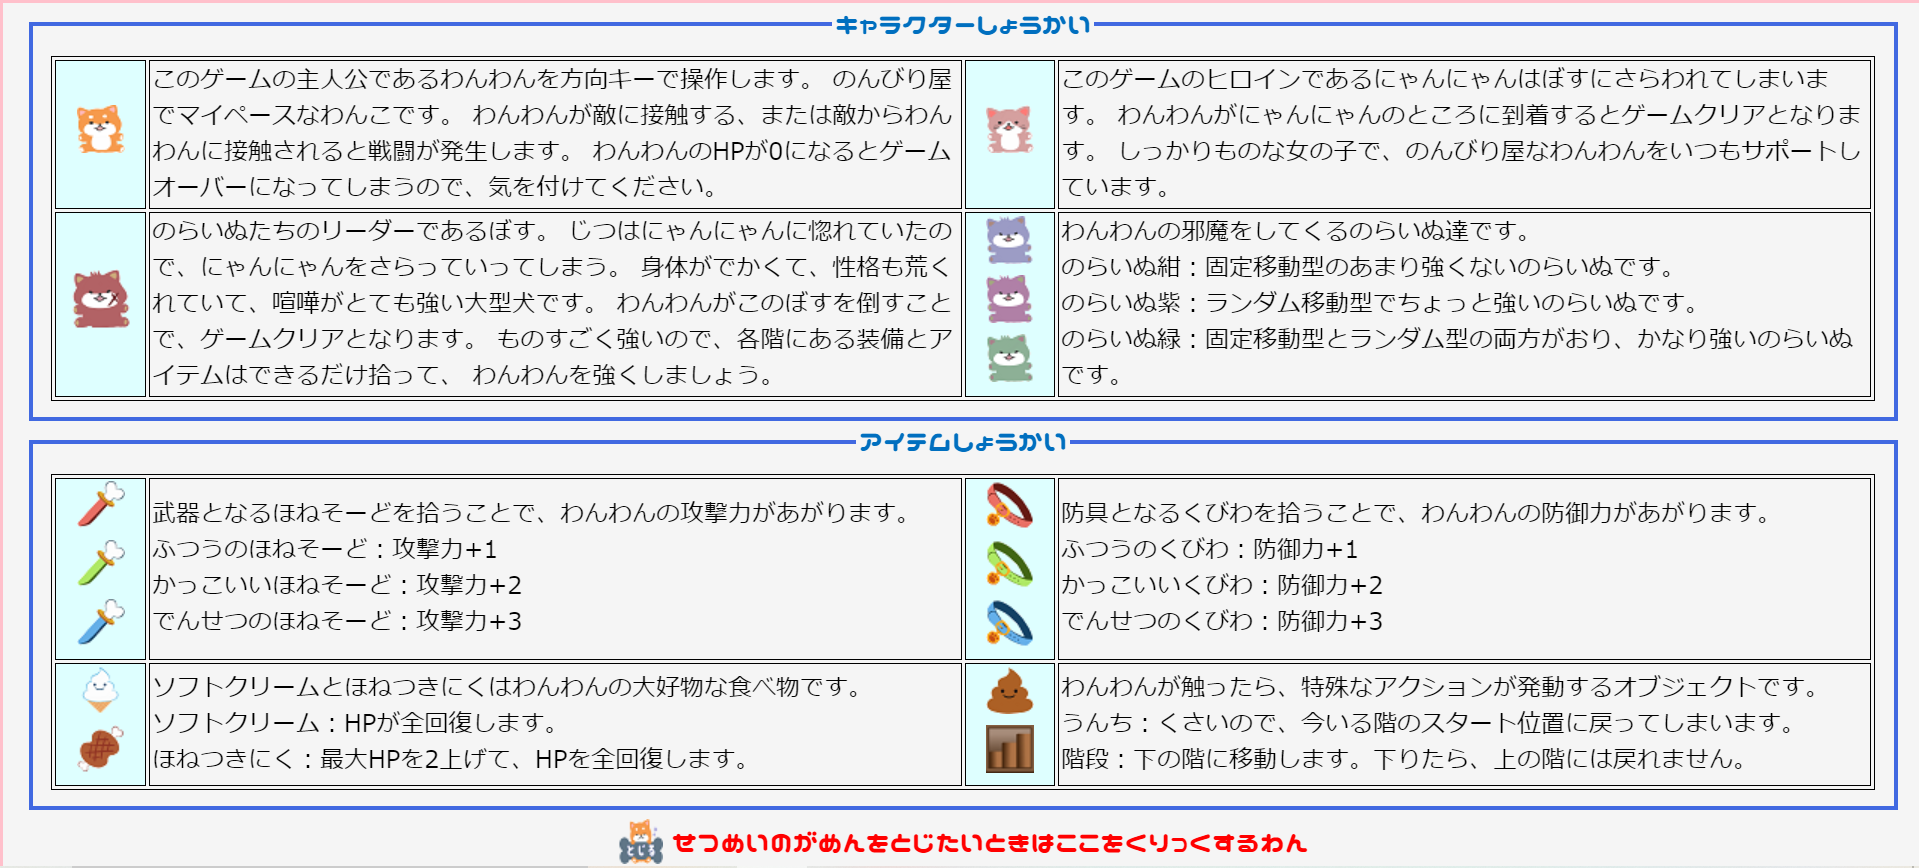 キャラクターしょうかい
このゲームの主人公であるわんわんを方向キーで操作します。 のんびり屋
でマイペースなわんこです。 わんわんが敵に接触する、または敵からわん
わんに接触されると戦闘が発生します。 わんわんのHPが0になるとゲーム
オーバーになってしまうので、気を付けてください。
このゲームのヒロインであるにゃんにゃんはぼすにさらわれてしまいま
す。 わんわんがにゃんにゃんのところに到着するとゲームクリアとなりま
す。 しっかりものな女の子で、のんびり屋なわんわんをいつもサポートし
ています。
のらいぬたちのリーダーであるぼす。 じつはにゃんにゃんに惚れていたの
で、にゃんにゃんをさらっていってしまう。 身体がでかくて、性格も荒く
れていて、喧嘩がとても強い大型犬です。 わんわんがこのぼすを倒すこと
で、ゲームクリアとなります。 ものすごく強いので、各階にある装備とア
イテムはできるだけ拾って、 わんわんを強くしましょう。
わんわんの邪魔をしてくるのらいぬ達です。
のらいぬ紺：固定移動型のあまり強くないのらいぬです。
のらいぬ紫：ランダム移動型でちょっと強いのらいぬです。
のらいぬ緑：固定移動型とランダム型の両方がおり、かなり強いのらいぬ
です。
アイテムしょうかい
武器となるほねそーどを拾うことで、わんわんの攻撃力があがります。
ふつうのほねそーど：攻撃力+1
かっこいいほねそーど：攻撃力+2
でんせつのほねそーど：攻撃力+3
防具となるくびわを拾うことで、わんわんの防御力があがります。
ふつうのくびわ：防御力+1
かっこいいくびわ：防御力+2
でんせつのくびわ：防御力+3
ソフトクリームとほねつきにくはわんわんの大好物な食べ物です。
ソフトクリーム：HPが全回復します。
ほねつきにく：最大HPを2上げて、HPを全回復します。
わんわんが触ったら、特殊なアクションが発動するオブジェクトです。
うんち：くさいので、今いる階のスタート位置に戻ってしまいます。
階段：下の階に移動します。下りたら、上の階には戻れません。
とじる
せつめいのがめんをとじたいときはここをくりっくするわん